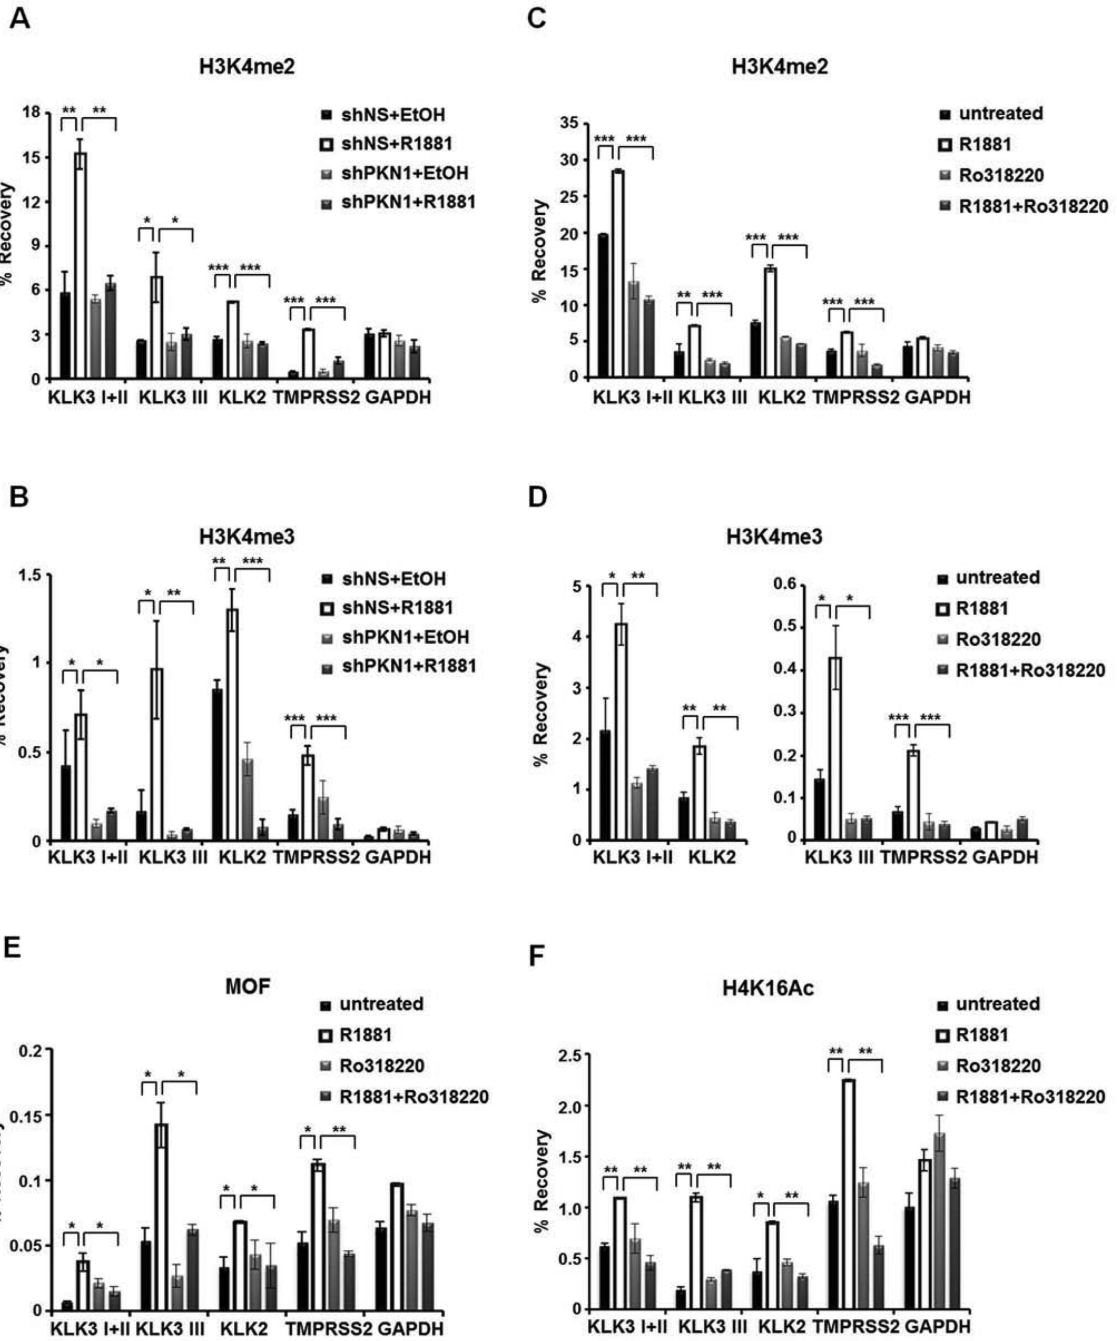 A
H3K4me2
% Recovery
18
15
12
9
6
3
0
** **
* *
*** ***
*** ***
shNS+EtOH
shNS+R1881
shPKN1+EtOH
shPKN1+R1881
KLK3 I+II KLK3 III KLK2 TMPRSS2 GAPDH
C
H3K4me2
% Recovery
35
30
25
20
15
10
5
0
*** ***
** ***
*** ***
*** ***
untreated
R1881
Ro318220
R1881+Ro318220
KLK3 I+II KLK3 III KLK2 TMPRSS2 GAPDH
B
H3K4me3
% Recovery
1.5
1
0.5
0
* *
* **
** ***
*** ***
shNS+EtOH
shNS+R1881
shPKN1+EtOH
shPKN1+R1881
KLK3 I+II KLK3 III KLK2 TMPRSS2 GAPDH
D
H3K4me3
% Recovery
5
4
3
2
1
0
* **
** **
KLK3 I+II KLK2
0.6
0.5
0.4
0.3
0.2
0.1
0
* *
*** ***
untreated
R1881
Ro318220
R1881+Ro318220
KLK3 III TMPRSS2 GAPDH
E
MOF
0.2
0.15
0.1
0.05
0
* *
* *
* *
* **
untreated
R1881
Ro318220
R1881+Ro318220
KLK3 I+II KLK3 III KLK2 TMPRSS2 GAPDH
F
H4K16Ac
% Recovery
2.5
2.0
1.5
1.0
0.5
0
** **
** **
* **
** **
untreated
R1881
Ro318220
R1881+Ro318220
KLK3 I+II KLK3 III KLK2 TMPRSS2 GAPDH